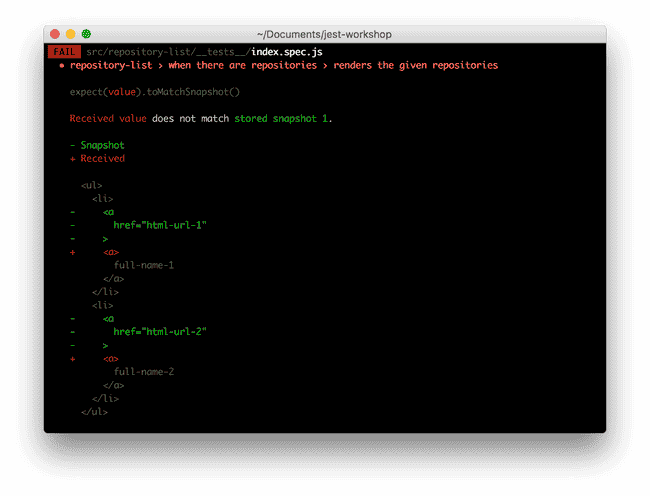 ~/Documents/jest-workshop
FAIL src/repository-list/__tests__/index.spec.js
● repository-list › when there are repositories › renders the given repositories
expect(value).toMatchSnapshot()
Received value does not match stored snapshot 1.
- Snapshot
+ Received
<ul>
<li>
- <a
- href="html-url-1"
- >
+ <a>
full-name-1
</a>
</li>
<li>
- <a
- href="html-url-2"
- >
+ <a>
full-name-2
</a>
</li>
</ul>